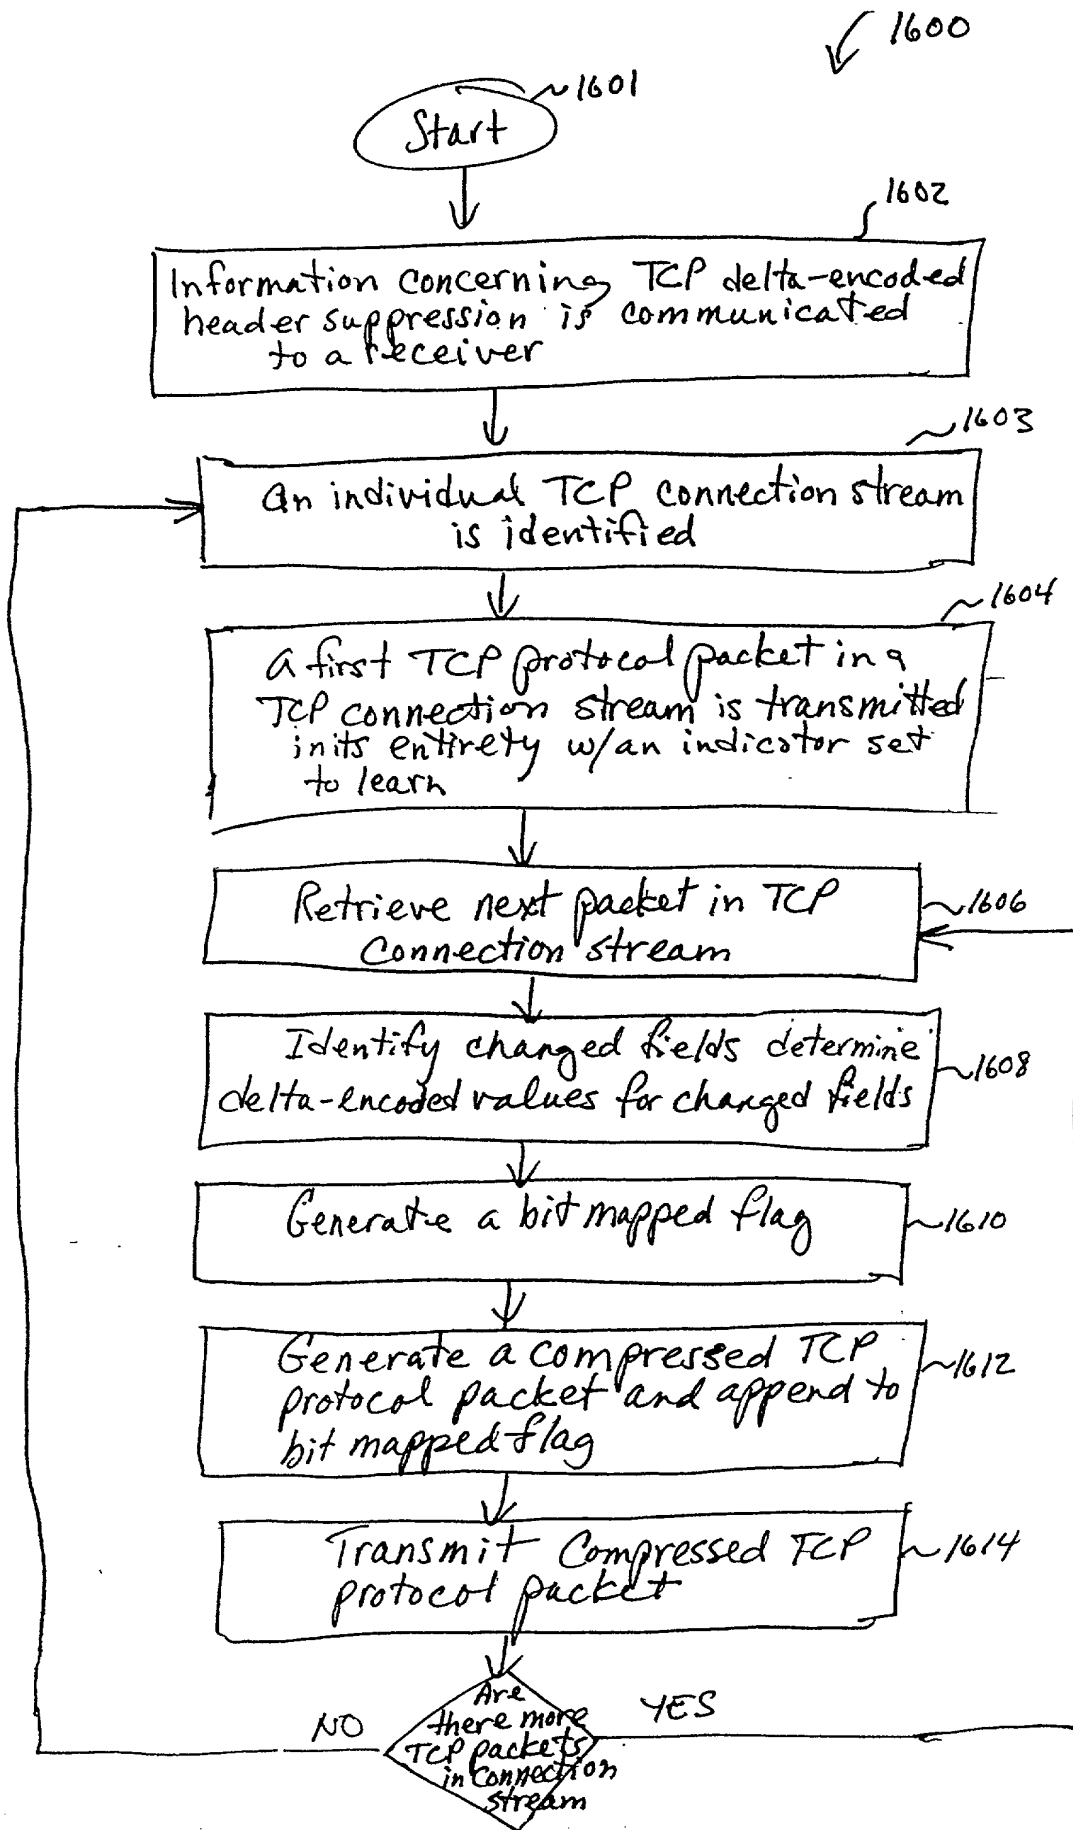 1600
1601
Start
1602
Information concerning TCP delta-encoded
header suppression is communicated
to a receiver
1603
An individual TCP connection stream
is identified
1604
A first TCP protocol packet in a
TCP connection stream is transmitted
in its entirety w/an indicator set
to learn
Retrieve next packet in TCP
Connection stream
1606
Identify changed fields determine
delta-encoded values for changed fields
1608
Generate a bit mapped flag
1610
Generate a compressed TCP
protocol packet and append to
bit mapped flag
1612
Transmit Compressed TCP
protocol packet
1614
Are
there more
TCP packets
in Connection
stream
NO
YES